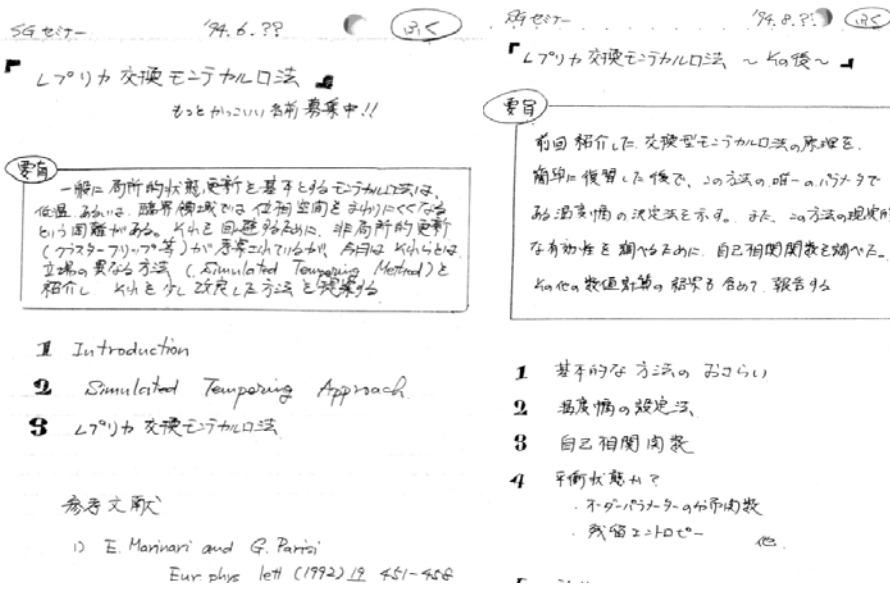 SGセミナー '94.6.?? ふく
『レプリカ交換モンテカルロ法』
もっとかっこいい名前募集中!!
要旨
一般に局所的状態更新を基本とするモンテカルロ法は、
低温あるいは、臨界領域では位相空間をまわりにくくなる
という困難がある。それを回避するために、非局所的更新
(クラスターフリップ等)が考案されているが、今日はそれらとは
立場の異なる方法 (Simulated Tempering Method)を
紹介し それを少し改良した方法を提案する
1 Introduction
2 Simulated Tempering Approach
3 レプリカ交換モンテカルロ法
参考文献
1) E. Marinari and G. Parisi
Eur. phys lett (1992) 19 451-458
SGセミナー '94.8.?? ふく
『レプリカ交換モンテカルロ法 ~その後~』
要旨
前回紹介した、交換型モンテカルロ法の原理を、
簡単に復習した後で、この方法の唯一のパラメタで
ある温度幅の決定法を示す。また、この方法の現実的
な有効性を調べるために、自己相関関数を調べた。
その他の数値計算の結果も含めて、報告する
1 基本的な方法のおさらい
2 温度幅の設定法、
3 自己相関関数
4 平衡状態か?
・オーダーパラメーターの分布関数
・残留エントロピー 他